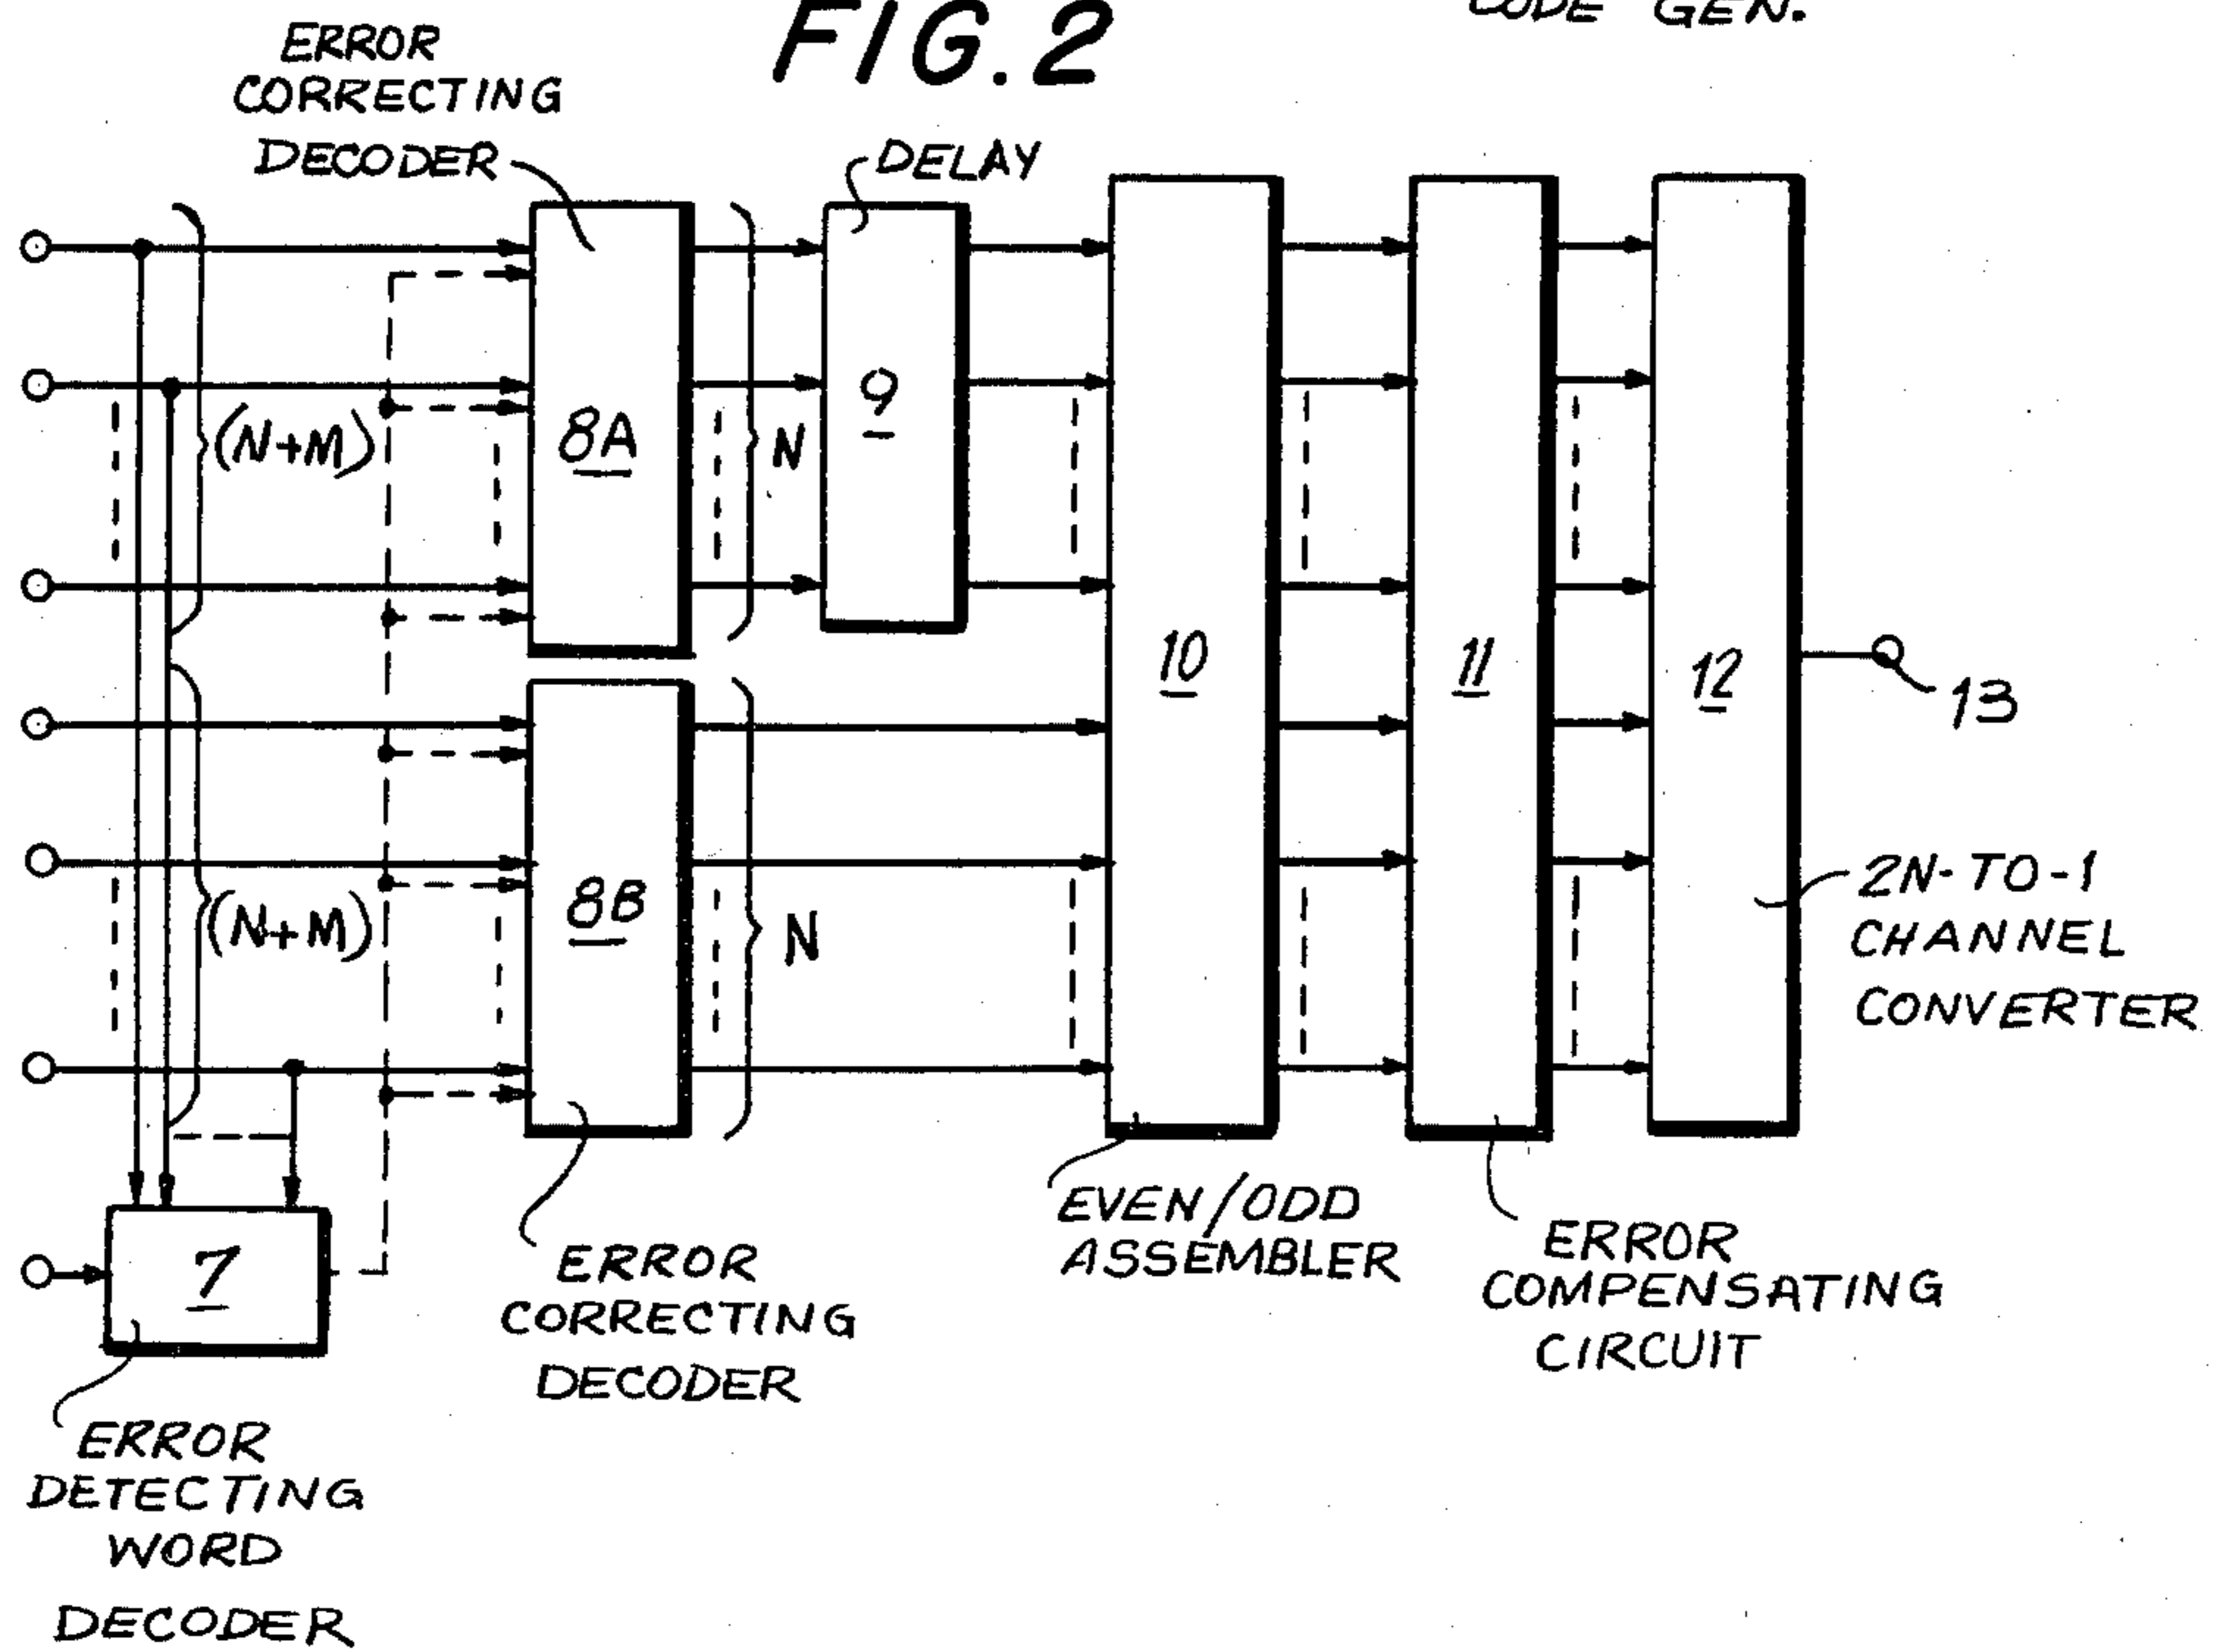 CODE GEN.
FIG.2
ERROR
CORRECTING
DECODER
DELAY
(N+M)
8A
N
9
10
11
12
13
(N+M)
8B
N
2N-TO-1
CHANNEL
CONVERTER
7
EVEN/ODD
ASSEMBLER
ERROR
COMPENSATING
CIRCUIT
ERROR
CORRECTING
DECODER
ERROR
DETECTING
WORD
DECODER